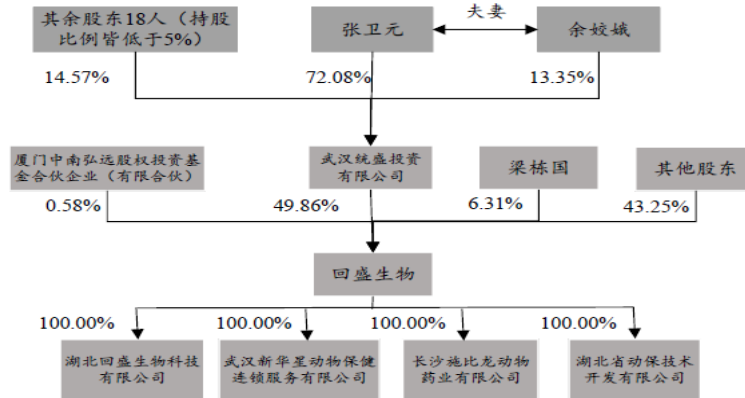 其余股东18人（持股
比例皆低于5%）
张卫元
夫妻
余姣娥
14.57%
72.08%
13.35%
厦门中南弘远股权投资基
金合伙企业（有限合伙）
武汉统盛投资
有限公司
梁栋国
其他股东
0.58%
49.86%
6.31%
43.25%
回盛生物
100.00%
100.00%
100.00%
100.00%
湖北回盛生物科技
有限公司
武汉新华星动物保健
连锁服务有限公司
长沙施比龙动物
药业有限公司
湖北省动保技术
开发有限公司